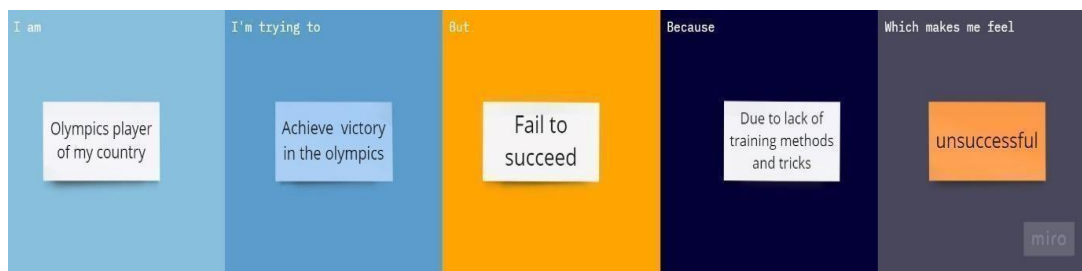 I am
I'm trying to
But
Because
Which makes me feel
Olympics player
of my country
Achieve victory
in the olympics
Fail to
succeed
Due to lack of
training methods
and tricks
unsuccessful
miro